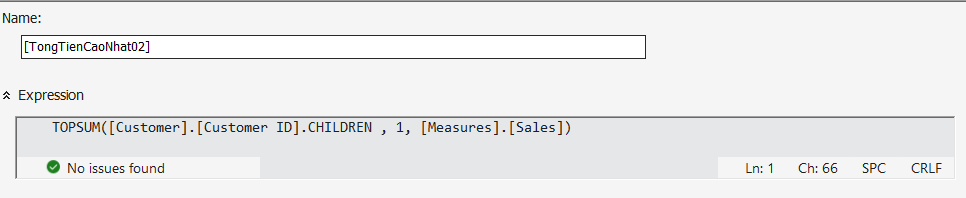 Name:
[TongTienCaoNhat02]
Expression
TOPSUM([Customer].[Customer ID].CHILDREN , 1, [Measures].[Sales])
No issues found Ln: 1 Ch: 66 SPC CRLF